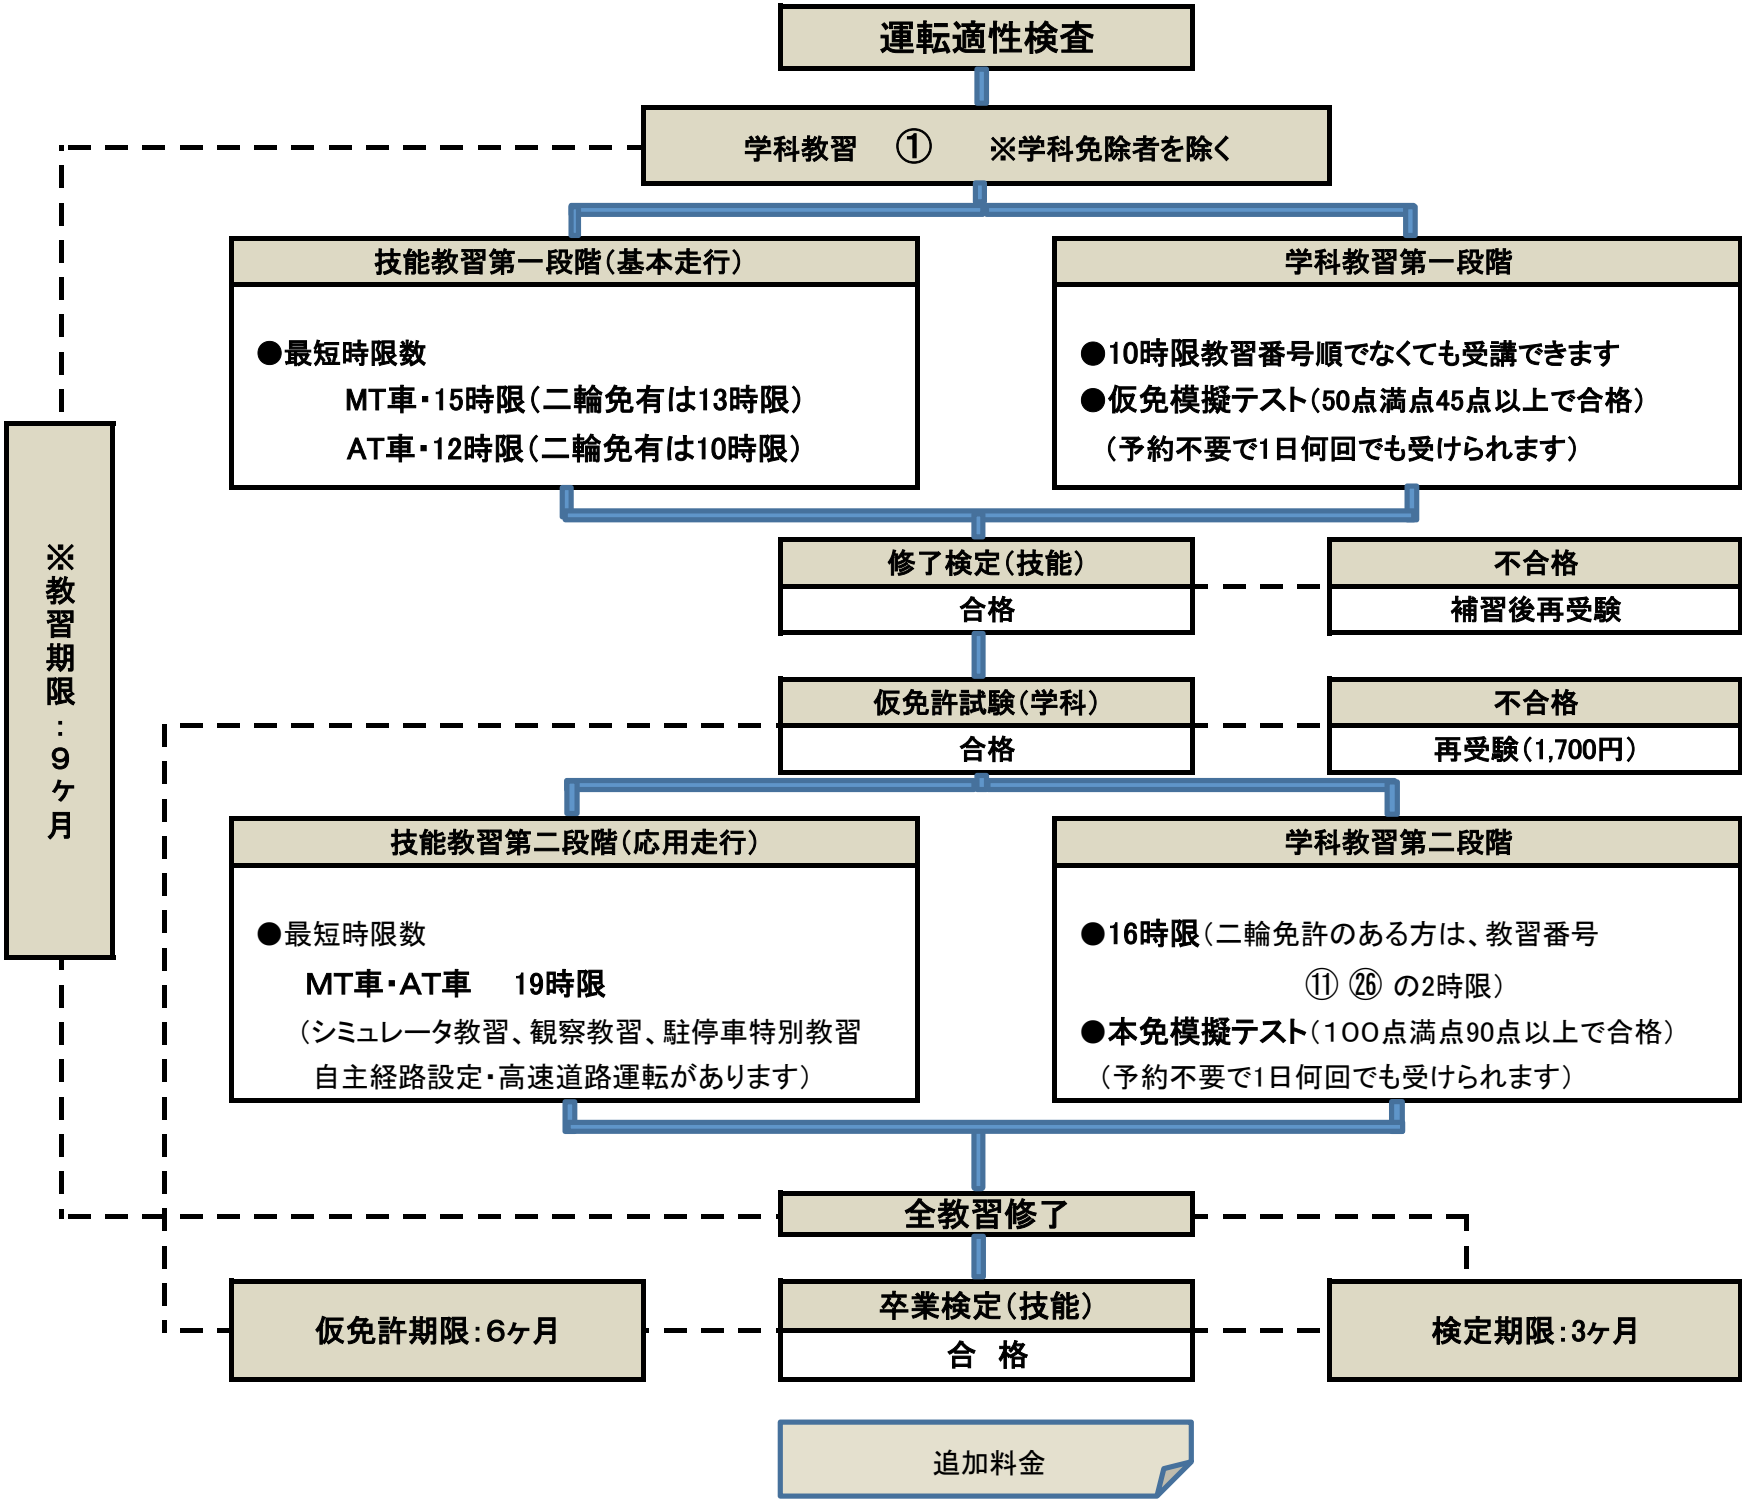 運転適性検査
学科教習　①　※学科免除者を除く
技能教習第一段階（基本走行）
●最短時限数
MT車・15時限（二輪免有は13時限）
AT車・12時限（二輪免有は10時限）
学科教習第一段階
●10時限教習番号順でなくても受講できます
●仮免模擬テスト（50点満点45点以上で合格）
（予約不要で1日何回でも受けられます）
※教習期限：９ヶ月
修了検定（技能）
合格
不合格
補習後再受験
仮免許試験（学科）
合格
不合格
再受験（1,700円）
技能教習第二段階（応用走行）
●最短時限数
ＭＴ車・ＡＴ車　19時限
（シミュレータ教習、観察教習、駐停車特別教習
自主経路設定・高速道路運転があります）
学科教習第二段階
●16時限（二輪免許のある方は、教習番号
⑪ ㉖ の2時限）
●本免模擬テスト（１００点満点90点以上で合格）
（予約不要で1日何回でも受けられます）
全教習修了
仮免許期限：６ヶ月
卒業検定（技能）
合　格
検定期限：3ヶ月
追加料金